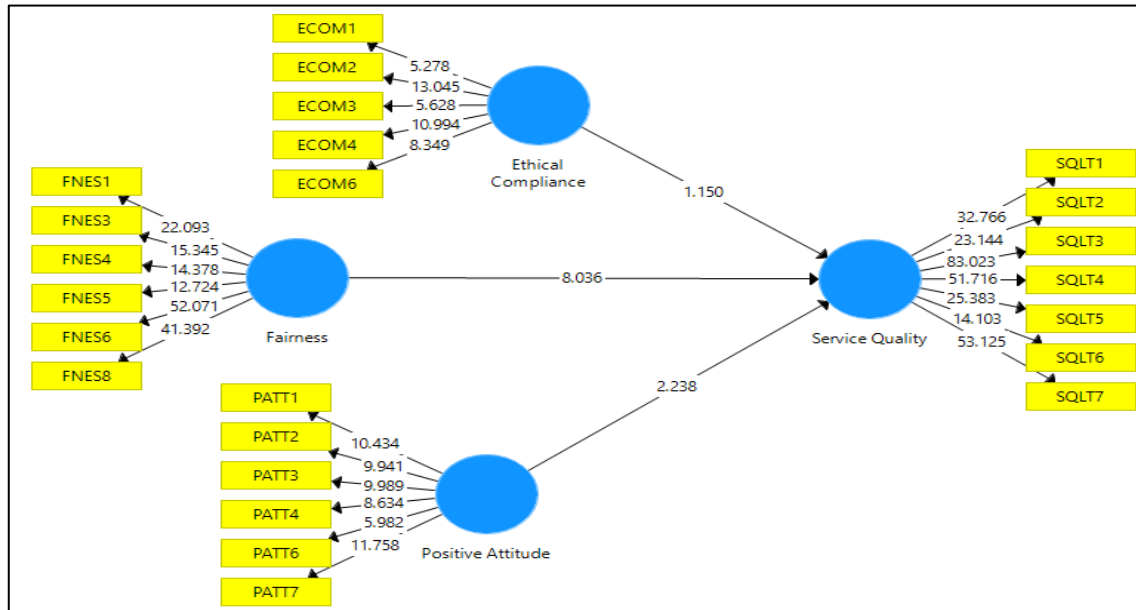 ECOM1
ECOM2
ECOM3
ECOM4
ECOM6
5.278
13.045
5.628
10.994
8.349
Ethical
Compliance
1.150
FNES1
FNES3
FNES4
FNES5
FNES6
FNES8
22.093
15.345
14.378
12.724
52.071
41.392
Fairness
8.036
PATT1
PATT2
PATT3
PATT4
PATT6
PATT7
10.434
9.941
9.989
8.634
5.982
11.758
Positive Attitude
2.238
Service Quality
32.766
23.144
83.023
51.716
25.383
14.103
53.125
SQLT1
SQLT2
SQLT3
SQLT4
SQLT5
SQLT6
SQLT7